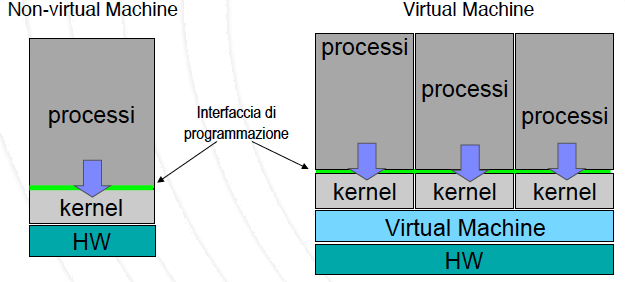 Non-virtual Machine
Virtual Machine
processi
processi
processi
processi
Interfaccia di
programmazione
kernel
kernel
kernel
kernel
HW
Virtual Machine
HW